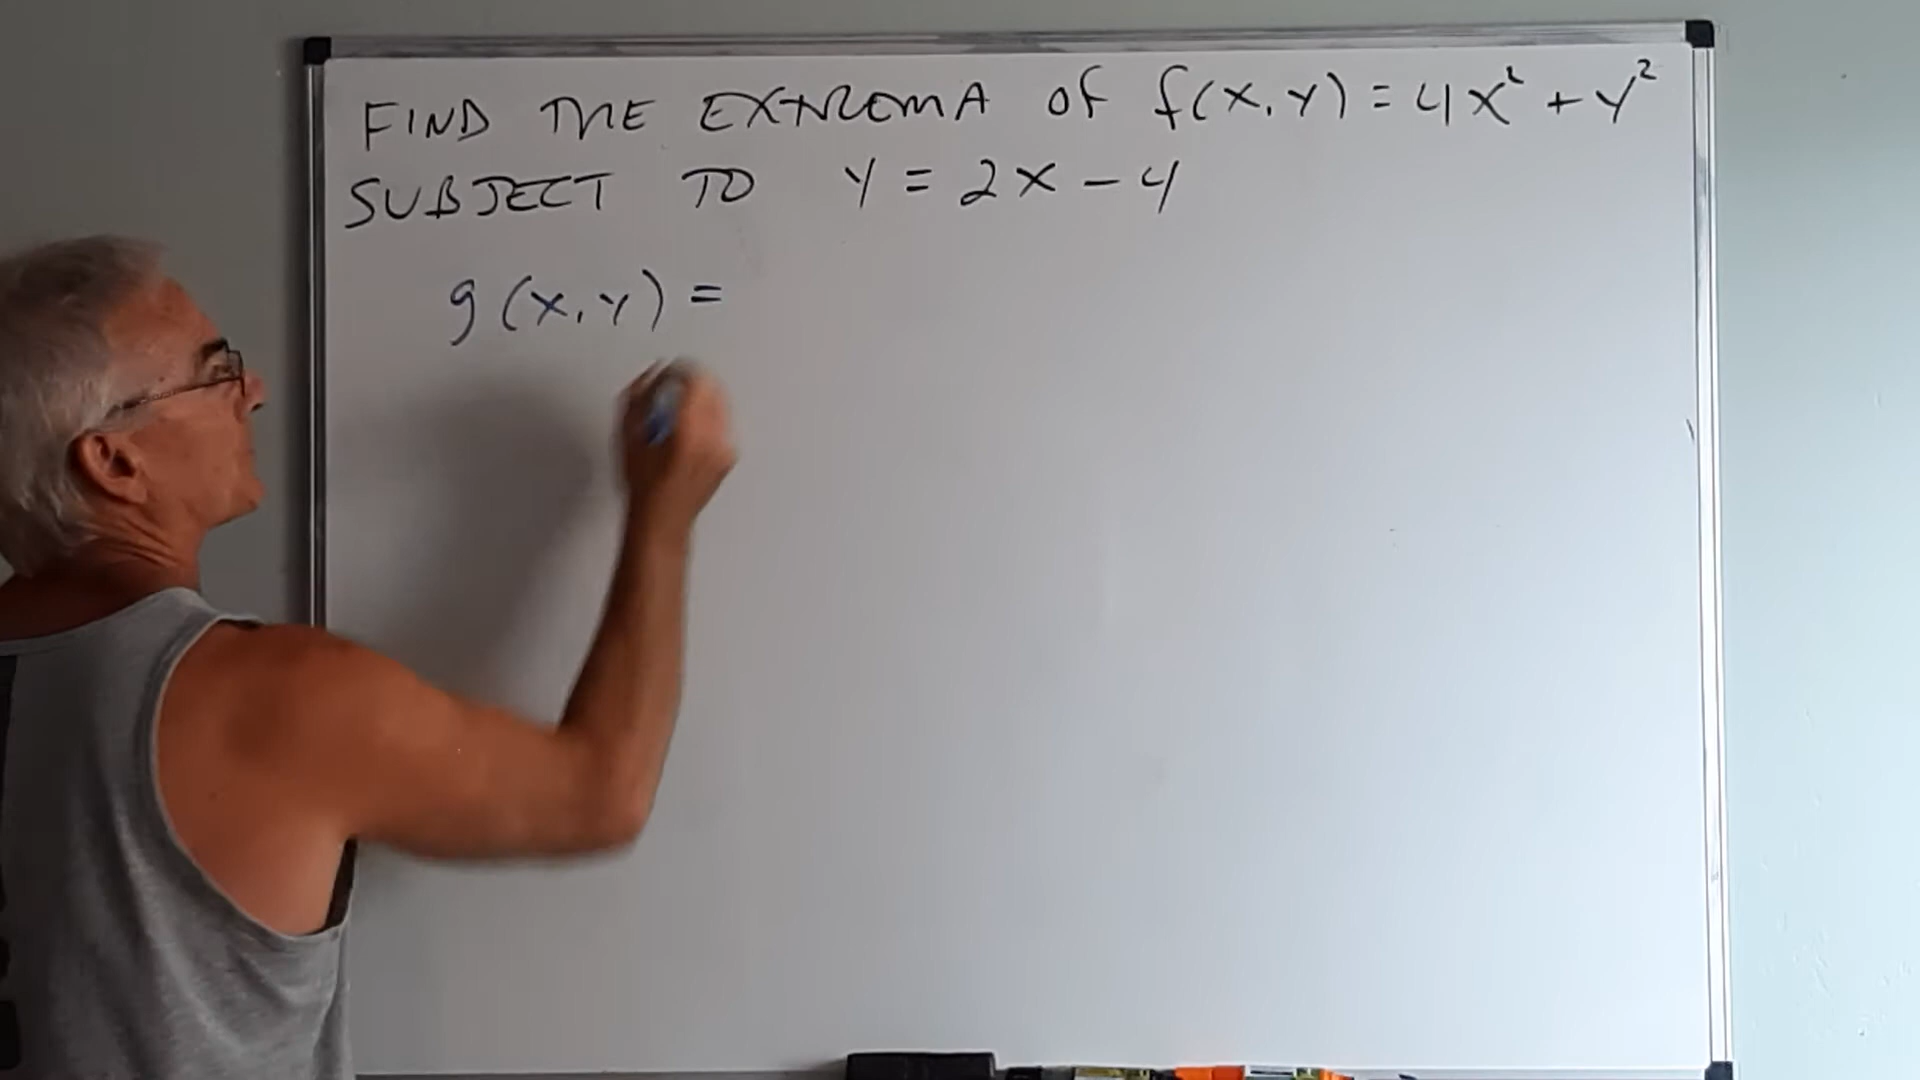 FIND THE EXTREMA OF f(x,y) = 4x² + y²
SUBJECT TO y = 2x - 4
g(x,y) =